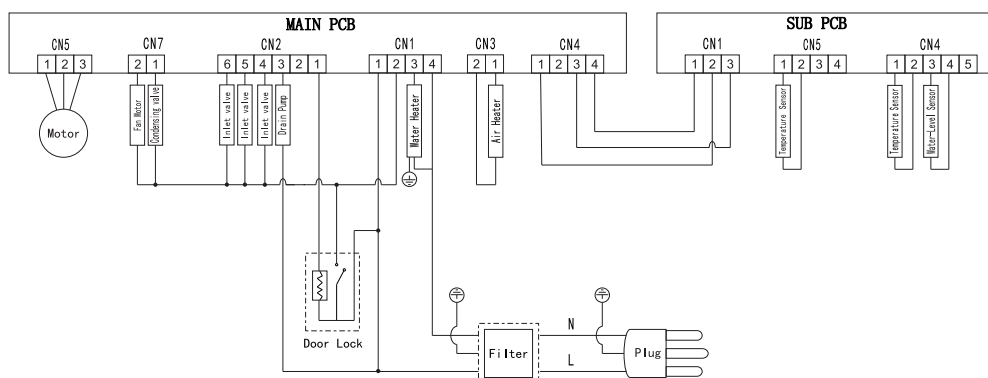 MAIN PCB SUB PCB
CN5 CN7 CN2 CN1 CN3 CN4 CN1 CN5 CN4
1 2 3 2 1 6 5 4 3 2 1 1 2 3 4 2 1 1 2 3 4 1 2 3 1 2 3 4 1 2 3 4 5
Motor
Fan Motor
Condensing valve
Inlet valve
Inlet valve
Inlet valve
Drain Pump
Water Heater
Air Heater
Temperature Sensor
Temperature Sensor
Water-Level Sensor
Door Lock
N
Filter
L
Plug